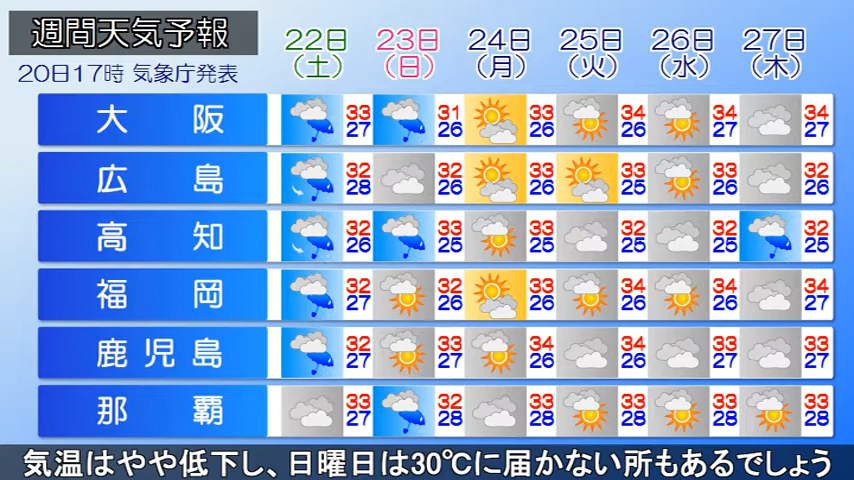 週間天気予報
20日17時 気象庁発表
22日 23日 24日 25日 26日 27日
(土) (日) (月) (火) (水) (木)
大阪 33 27 31 26 33 26 34 26 34 27 34 27
広島 32 28 32 26 33 26 33 25 33 26 32 26
高知 32 26 33 25 33 25 32 25 32 25 32 25
福岡 32 27 32 26 33 26 34 26 34 26 34 27
鹿児島 32 27 33 27 34 26 34 26 33 27 33 27
那覇 33 27 32 28 33 28 33 28 33 28 33 28
気温はやや低下し、日曜日は30℃に届かない所もあるでしょう